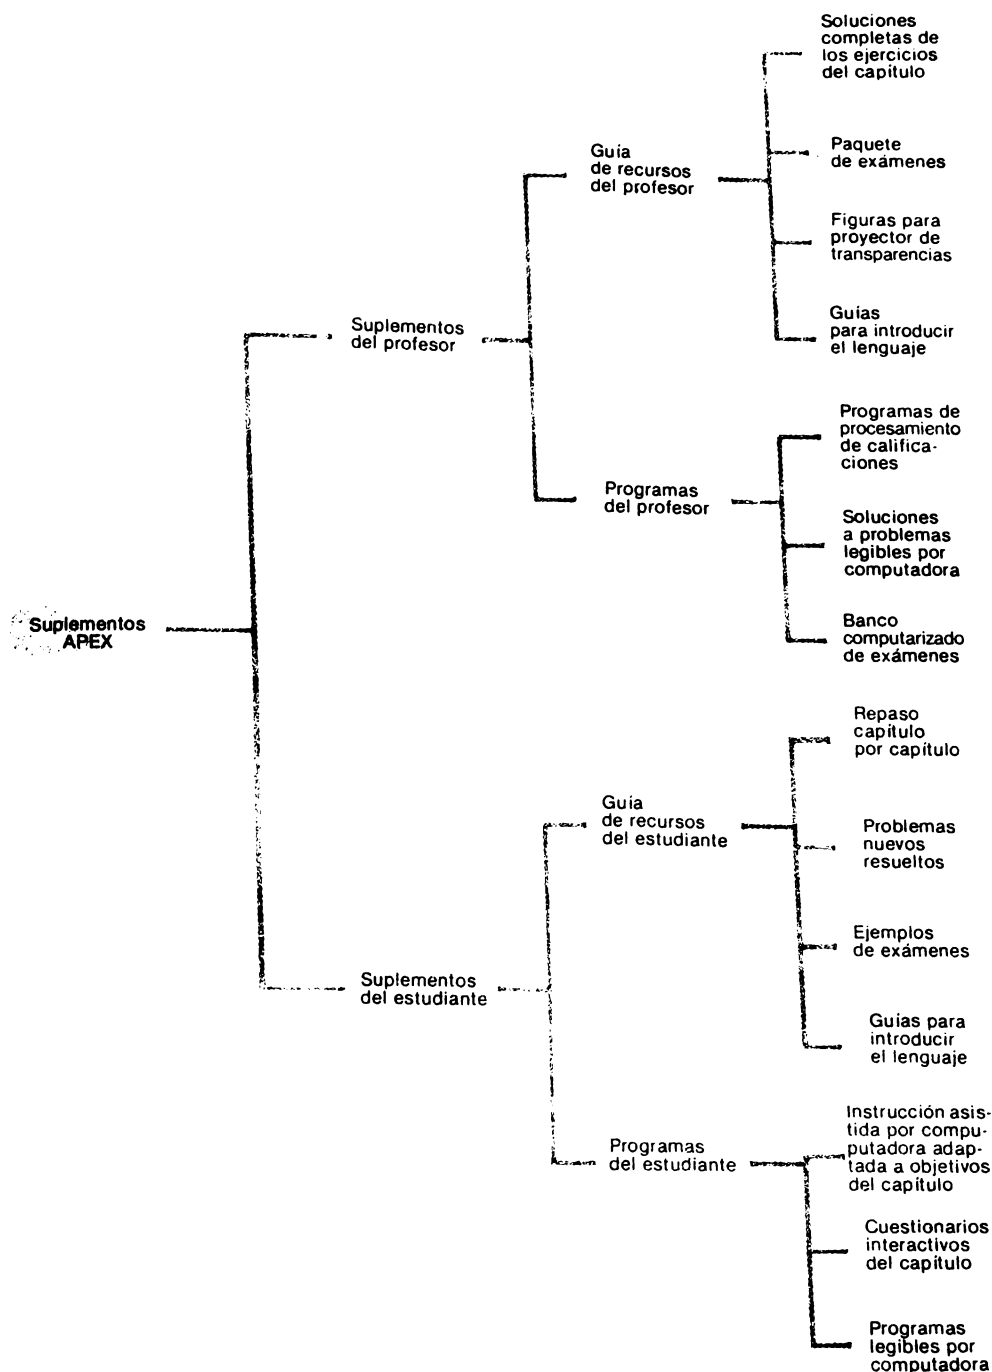 Suplementos
APEX
Suplementos
del profesor
Guía
de recursos
del profesor
Soluciones
completas de
los ejercicios
del capítulo
Paquete
de exámenes
Figuras para
proyector de
transparencias
Guías
para introducir
el lenguaje
Programas
del profesor
Programas de
procesamiento
de califica-
ciones
Soluciones
a problemas
legibles por
computadora
Banco
computarizado
de exámenes
Suplementos
del estudiante
Guía
de recursos
del estudiante
Repaso
capítulo
por capítulo
Problemas
nuevos
resueltos
Ejemplos
de exámenes
Guías para
introducir
el lenguaje
Programas
del estudiante
Instrucción asis-
tida por compu-
putadora adap-
tada a objetivos
del capítulo
Cuestionarios
interactivos
del capítulo
Programas
legibles por
computadora